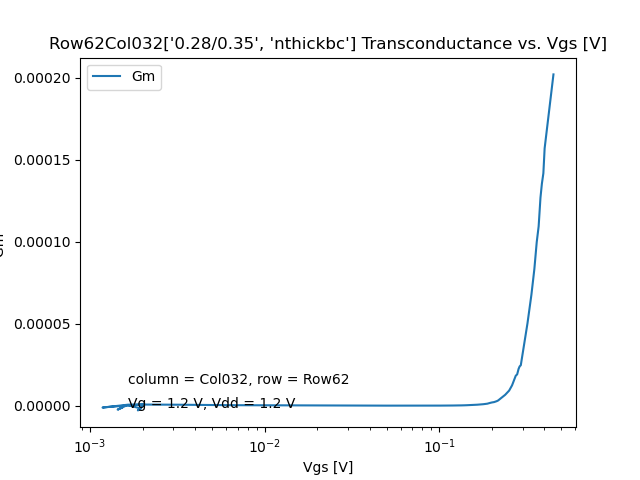 Row62Col032['0.28/0.35', 'nthickbc'] Transconductance vs. Vgs [V]
Gm
0.00020
0.00015
0.00010
0.00005
0.00000
column = Col032, row = Row62
Vg = 1.2 V, Vdd = 1.2 V
10⁻³
10⁻²
10⁻¹
Vgs [V]